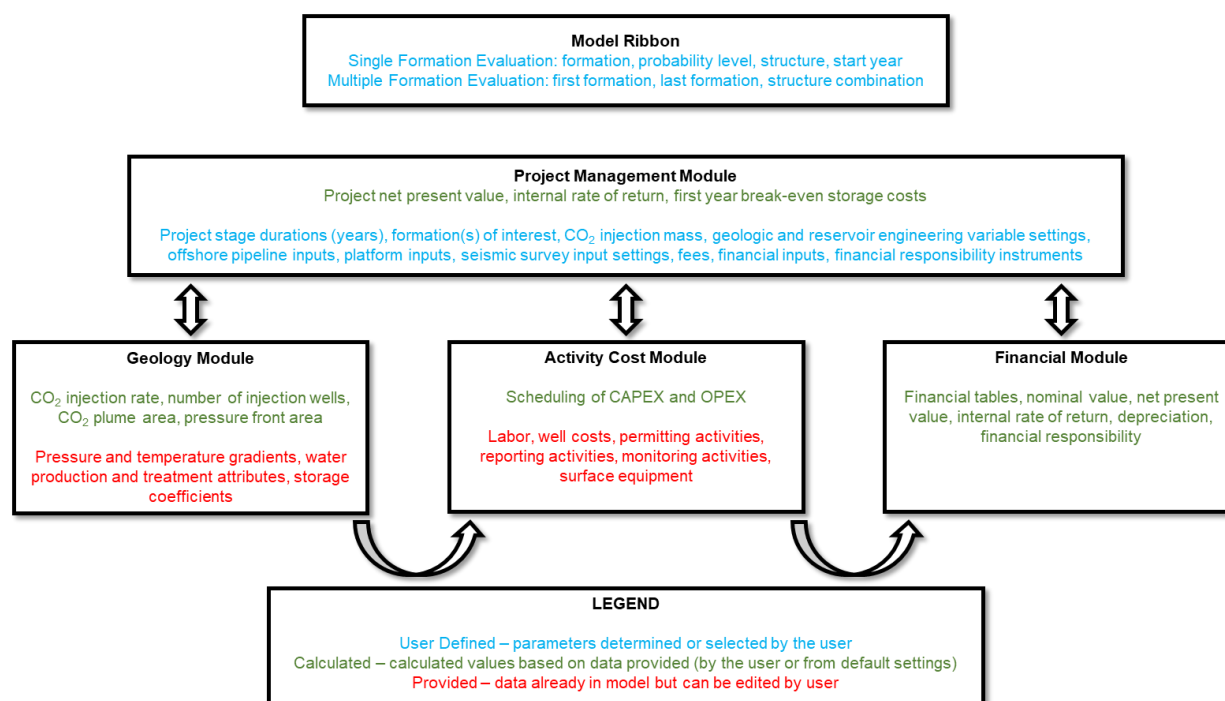 Model Ribbon
Single Formation Evaluation: formation, probability level, structure, start year
Multiple Formation Evaluation: first formation, last formation, structure combination
Project Management Module
Project net present value, internal rate of return, first year break-even storage costs
Project stage durations (years), formation(s) of interest, CO₂ injection mass, geologic and reservoir engineering variable settings,
offshore pipeline inputs, platform inputs, seismic survey input settings, fees, financial inputs, financial responsibility instruments
Geology Module
CO₂ injection rate, number of injection wells,
CO₂ plume area, pressure front area
Pressure and temperature gradients, water
production and treatment attributes, storage
coefficients
Activity Cost Module
Scheduling of CAPEX and OPEX
Labor, well costs, permitting activities,
reporting activities, monitoring activities,
surface equipment
Financial Module
Financial tables, nominal value, net present
value, internal rate of return, depreciation,
financial responsibility
LEGEND
User Defined – parameters determined or selected by the user
Calculated – calculated values based on data provided (by the user or from default settings)
Provided – data already in model but can be edited by user